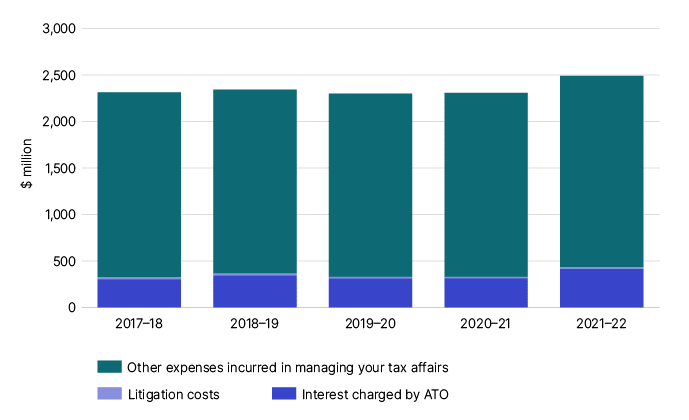 3,000
2,500
2,000
1,500
1,000
500
0
$ million
2017–18 2018–19 2019–20 2020–21 2021–22
Other expenses incurred in managing your tax affairs
Litigation costs Interest charged by ATO